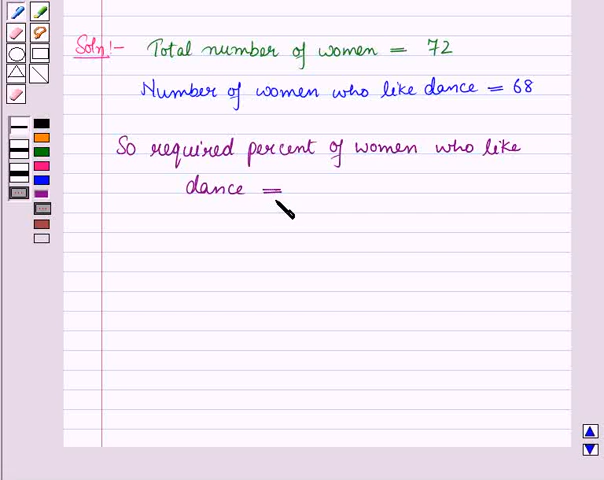 Soln:- Total number of women = 72
Number of women who like dance = 68
So required percent of women who like
dance =